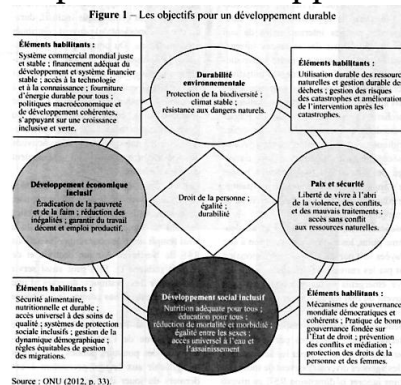 Figure 1 – Les objectifs pour un développement durable
Éléments habilitants :
Système commercial mondial juste
et stable ; financement adéquat du
développement et système financier
stable ; accès à la technologie
et à la connaissance ; fourniture
d'énergie durable pour tous ;
politiques macroéconomique et
de développement cohérentes,
s'appuyant sur une croissance
inclusive et verte.
Durabilité
environnementale
Protection de la biodiversité ;
climat stable ;
résistance aux dangers naturels.
Éléments habilitants :
Utilisation durable des ressourc
naturelles et gestion durable des
déchets ; gestion des risques
des catastrophes et amélioration
de l'intervention après les
catastrophes.
Développement économique
inclusif
Éradication de la pauvreté
et de la faim ; réduction des
inégalités ; garantir du travail
décent et emploi productif.
Droit de la personne ;
égalité ;
durabilité
Paix et sécurité
Liberté de vivre à l'abri
de la violence, des conflits,
et des mauvais traitements ;
accès sans conflit
aux ressources naturelles.
Éléments habilitants :
Sécurité alimentaire,
nutritionnelle et durable ;
accès universel à des soins de
qualité ; systèmes de protection
sociale inclusifs ; gestion de la
dynamique démographique ;
règles équitables de gestion
des migrations.
Développement social inclusif
Nutrition adéquate pour tous ;
éducation pour tous ;
réduction de mortalité et morbidité ;
égalité entre les sexes ;
accès universel à l'eau et
l'assainissement
Éléments habilitants :
Mécanismes de gouvernance
mondiale démocratiques et
cohérents ; Pratique de bonne
gouvernance fondée sur
l'État de droit ; prévention
des conflits et médiation ;
protection des droits de la
personne et des femmes.
Source : ONU (2012, p. 33).